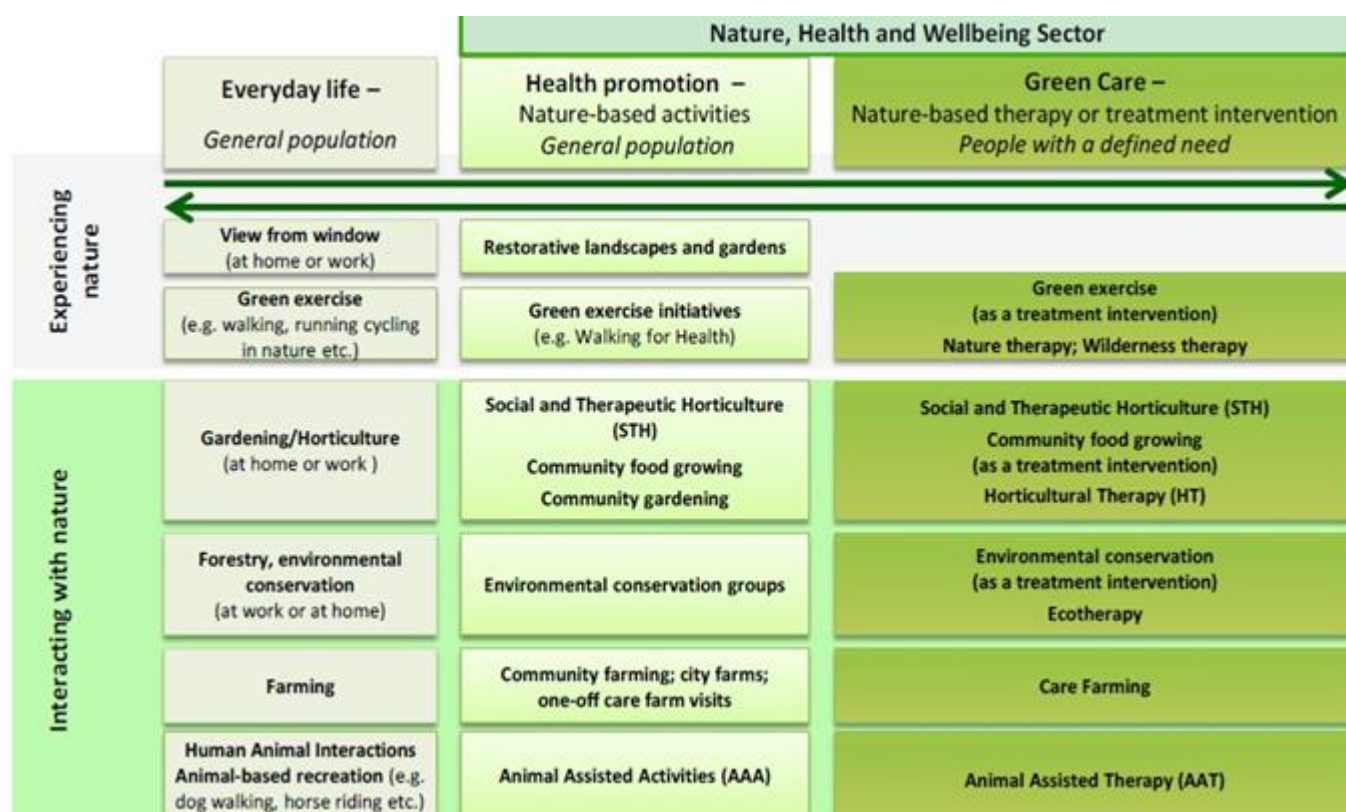 Nature, Health and Wellbeing Sector
Everyday life –
General population
Health promotion –
Nature-based activities
General population
Green Care –
Nature-based therapy or treatment intervention
People with a defined need
Experiencing
nature
View from window
(at home or work)
Restorative landscapes and gardens
Green exercise
(e.g. walking, running cycling
in nature etc.)
Green exercise initiatives
(e.g. Walking for Health)
Green exercise
(as a treatment intervention)
Nature therapy; Wilderness therapy
Interacting with nature
Gardening/Horticulture
(at home or work )
Social and Therapeutic Horticulture
(STH)
Community food growing
Community gardening
Social and Therapeutic Horticulture (STH)
Community food growing
(as a treatment intervention)
Horticultural Therapy (HT)
Forestry, environmental
conservation
(at work or at home)
Environmental conservation groups
Environmental conservation
(as a treatment intervention)
Ecotherapy
Farming
Community farming; city farms;
one-off care farm visits
Care Farming
Human Animal Interactions
Animal-based recreation (e.g.
dog walking, horse riding etc.)
Animal Assisted Activities (AAA)
Animal Assisted Therapy (AAT)